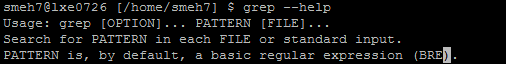 smeh7@lxe0726 [/home/smeh7] $ grep --help
Usage: grep [OPTION]... PATTERN [FILE]...
Search for PATTERN in each FILE or standard input.
PATTERN is, by default, a basic regular expression (BRE).